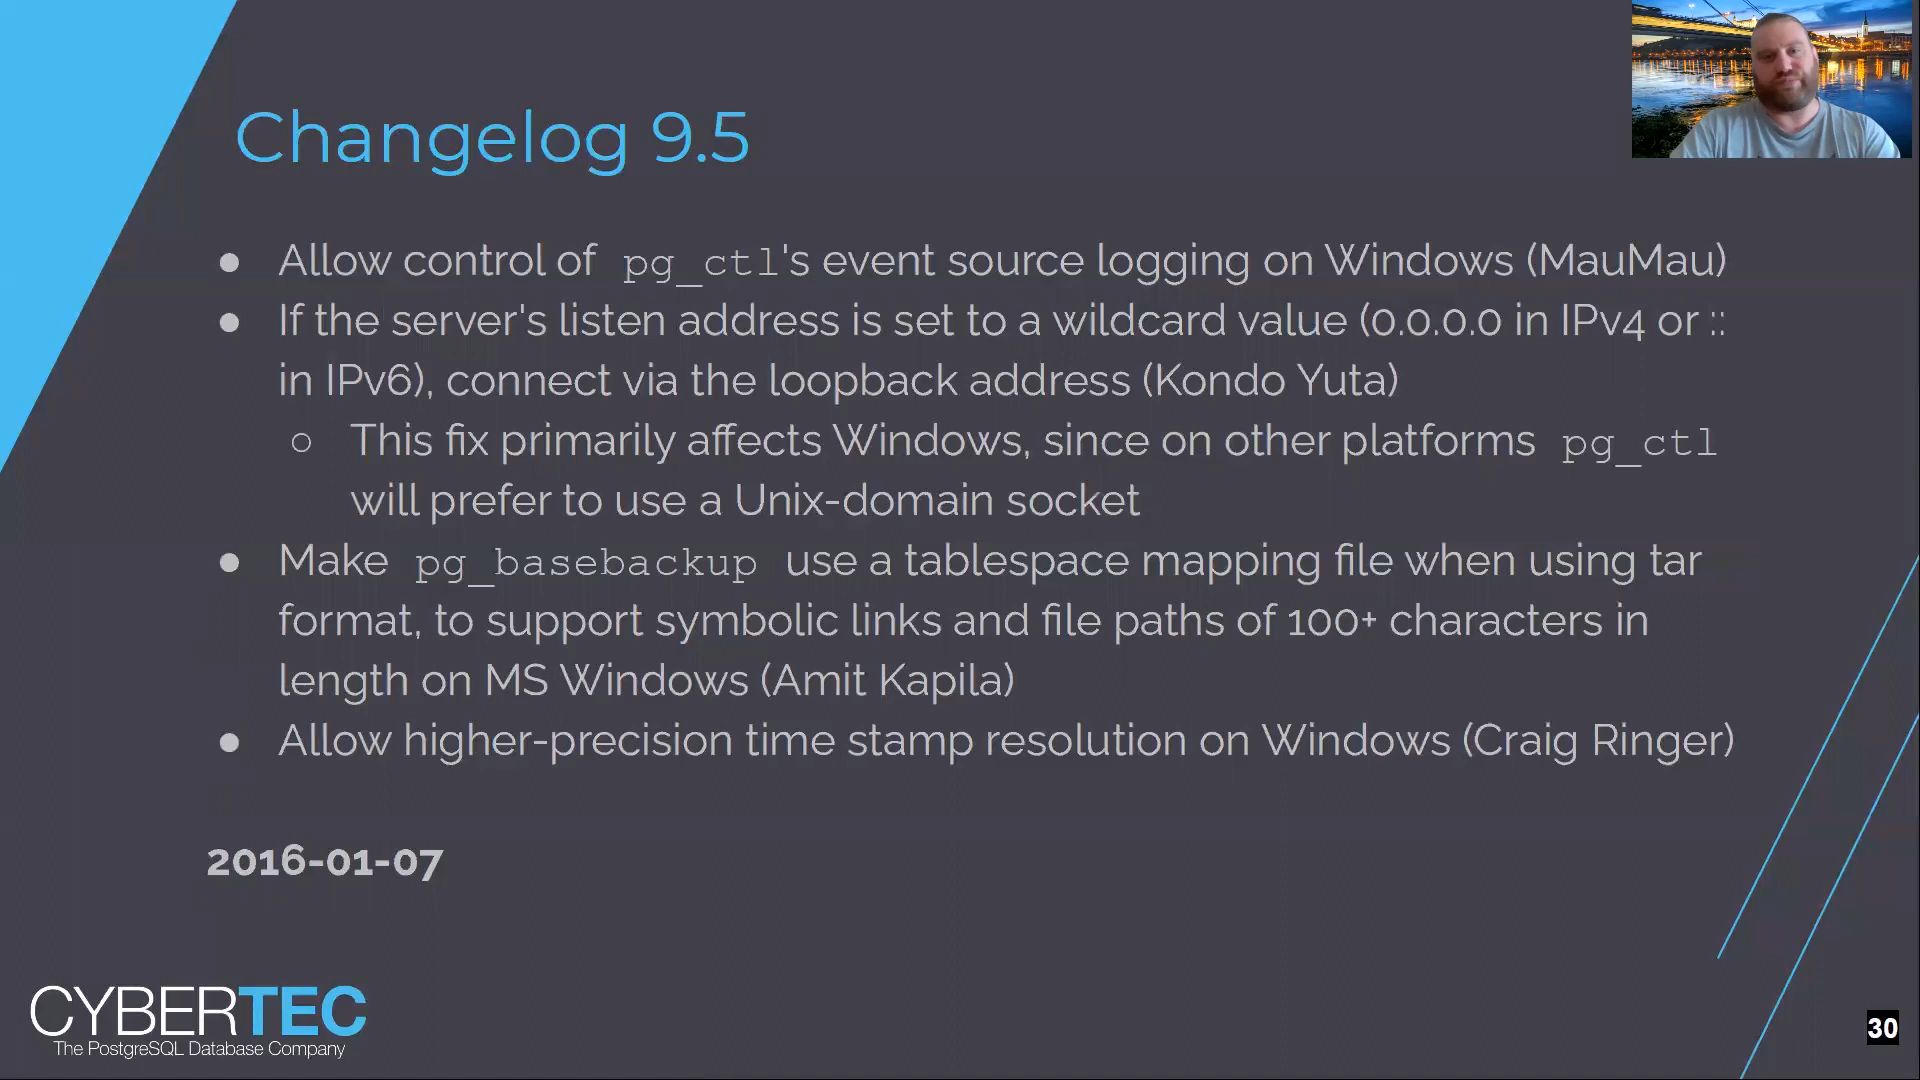 Changelog 9.5
● Allow control of pg_ctl's event source logging on Windows (MauMau)
● If the server's listen address is set to a wildcard value (0.0.0.0 in IPv4 or ::
in IPv6), connect via the loopback address (Kondo Yuta)
○ This fix primarily affects Windows, since on other platforms pg_ctl
will prefer to use a Unix-domain socket
● Make pg_basebackup use a tablespace mapping file when using tar
format, to support symbolic links and file paths of 100+ characters in
length on MS Windows (Amit Kapila)
● Allow higher-precision time stamp resolution on Windows (Craig Ringer)
2016-01-07
CYBERTEC
The PostgreSQL Database Company
30